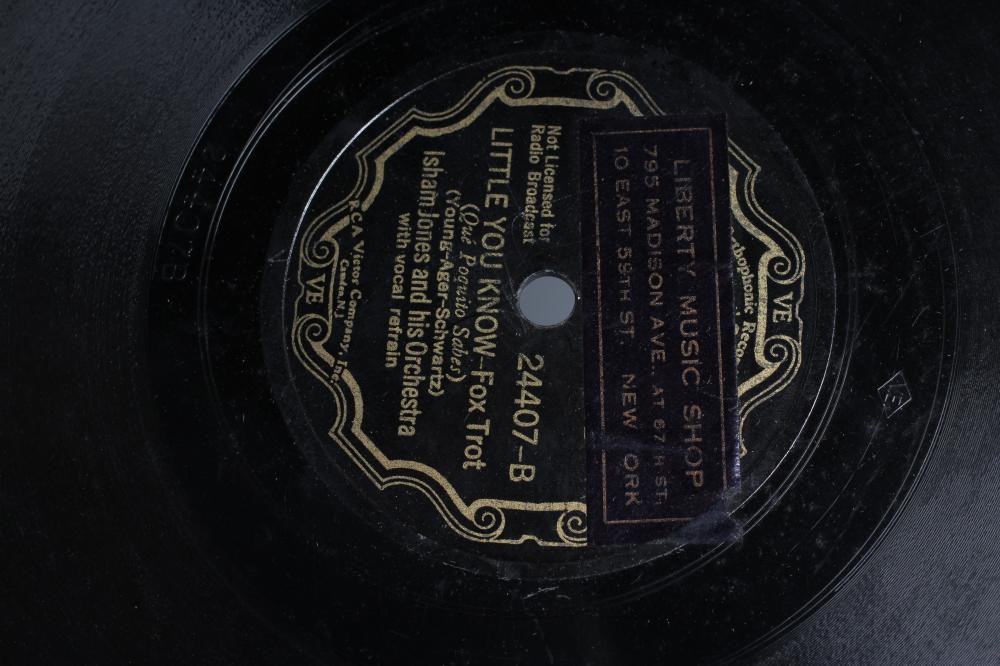 LIBERTY MUSIC SHOP
795 MADISON AVE., AT 67TH ST.
10 EAST 59TH ST. NEW ORK
VE
Not Licensed for
Radio Broadcast
24407-B
LITTLE YOU KNOW-Fox Trot
(Qué Poquito Sabes)
(Young-Ager-Schwartz)
Isham Jones and his Orchestra
with vocal refrain
VE
RCA Victor Company, Inc.
Camden, N.J.
24407B